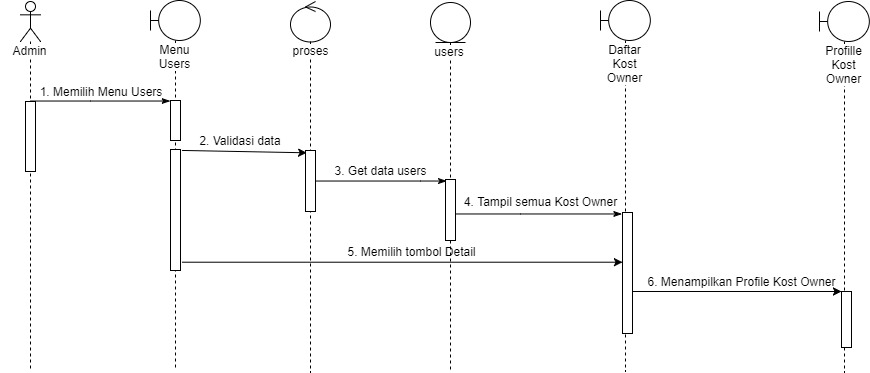 Admin
Menu
Users
proses
users
Daftar
Kost
Owner
Profille
Kost
Owner
1. Memilih Menu Users
2. Validasi data
3. Get data users
4. Tampil semua Kost Owner
5. Memilih tombol Detail
6. Menampilkan Profile Kost Owner